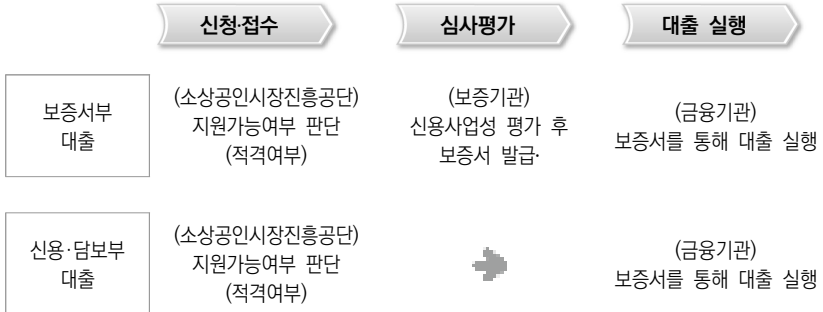 신청·접수
심사평가
대출 실행
보증서부
대출
(소상공인시장진흥공단)
지원가능여부 판단
(적격여부)
(보증기관)
신용사업성 평가 후
보증서 발급·
(금융기관)
보증서를 통해 대출 실행
신용·담보부
대출
(소상공인시장진흥공단)
지원가능여부 판단
(적격여부)
(금융기관)
보증서를 통해 대출 실행